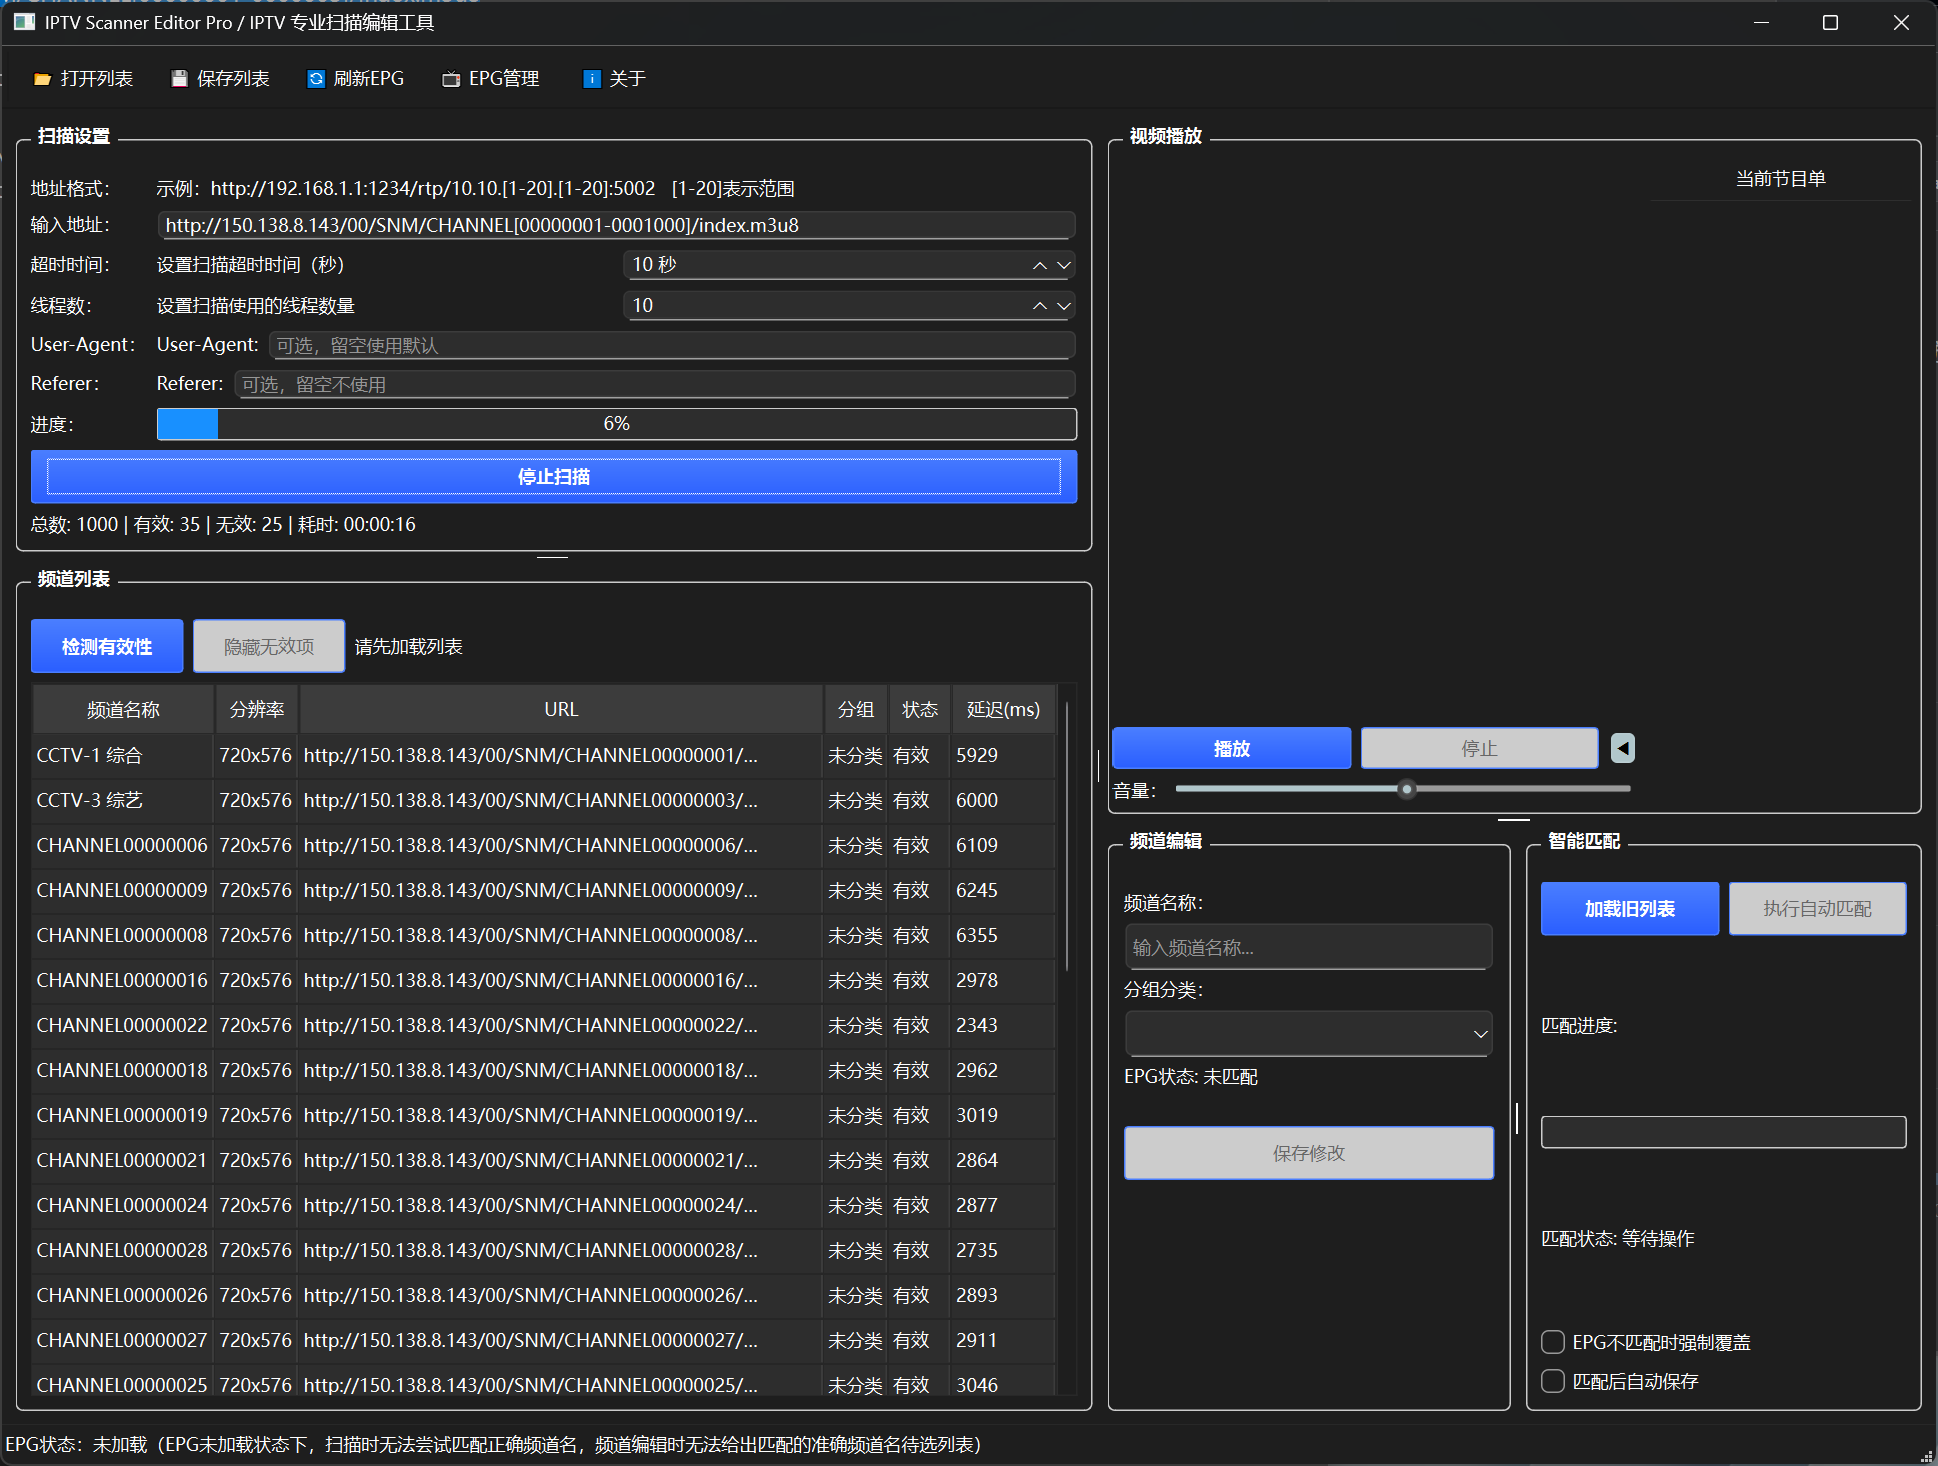 IPTV Scanner Editor Pro / IPTV 专业扫描编辑工具
打开列表 保存列表 刷新EPG EPG管理 关于
扫描设置
地址格式： 示例：http://192.168.1.1:1234/rtp/10.10.[1-20].[1-20]:5002 [1-20]表示范围
输入地址： http://150.138.8.143/00/SNM/CHANNEL[00000001-0001000]/index.m3u8
超时时间： 设置扫描超时时间（秒） 10 秒
线程数： 设置扫描使用的线程数量 10
User-Agent： User-Agent: 可选，留空使用默认
Referer： Referer: 可选，留空不使用
进度： 6%
停止扫描
总数: 1000 | 有效: 35 | 无效: 25 | 耗时: 00:00:16
频道列表
检测有效性 隐藏无效项 请先加载列表
频道名称 分辨率 URL 分组 状态 延迟(ms)
CCTV-1 综合 720x576 http://150.138.8.143/00/SNM/CHANNEL00000001/... 未分类 有效 5929
CCTV-3 综艺 720x576 http://150.138.8.143/00/SNM/CHANNEL00000003/... 未分类 有效 6000
CHANNEL00000006 720x576 http://150.138.8.143/00/SNM/CHANNEL00000006/... 未分类 有效 6109
CHANNEL00000009 720x576 http://150.138.8.143/00/SNM/CHANNEL00000009/... 未分类 有效 6245
CHANNEL00000008 720x576 http://150.138.8.143/00/SNM/CHANNEL00000008/... 未分类 有效 6355
CHANNEL00000016 720x576 http://150.138.8.143/00/SNM/CHANNEL00000016/... 未分类 有效 2978
CHANNEL00000022 720x576 http://150.138.8.143/00/SNM/CHANNEL00000022/... 未分类 有效 2343
CHANNEL00000018 720x576 http://150.138.8.143/00/SNM/CHANNEL00000018/... 未分类 有效 2962
CHANNEL00000019 720x576 http://150.138.8.143/00/SNM/CHANNEL00000019/... 未分类 有效 3019
CHANNEL00000021 720x576 http://150.138.8.143/00/SNM/CHANNEL00000021/... 未分类 有效 2864
CHANNEL00000024 720x576 http://150.138.8.143/00/SNM/CHANNEL00000024/... 未分类 有效 2877
CHANNEL00000028 720x576 http://150.138.8.143/00/SNM/CHANNEL00000028/... 未分类 有效 2735
CHANNEL00000026 720x576 http://150.138.8.143/00/SNM/CHANNEL00000026/... 未分类 有效 2893
CHANNEL00000027 720x576 http://150.138.8.143/00/SNM/CHANNEL00000027/... 未分类 有效 2911
CHANNEL00000025 720x576 http://150.138.8.143/00/SNM/CHANNEL00000025/... 未分类 有效 3046
视频播放
当前节目单
播放 停止
音量：
频道编辑
频道名称：
输入频道名称...
分组分类：
EPG状态: 未匹配
保存修改
智能匹配
加载旧列表 执行自动匹配
匹配进度:
匹配状态: 等待操作
EPG不匹配时强制覆盖
匹配后自动保存
EPG状态：未加载（EPG未加载状态下，扫描时无法尝试匹配正确频道名，频道编辑时无法给出匹配的准确频道名待选列表）